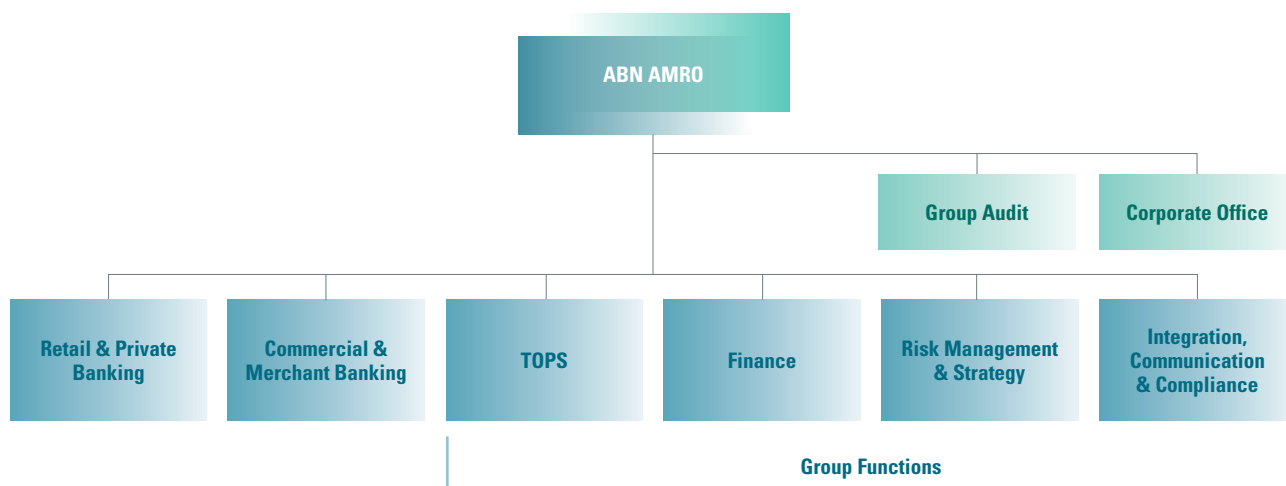 ABN AMRO
Group Audit
Corporate Office
Retail & Private
Banking
Commercial &
Merchant Banking
TOPS
Finance
Risk Management
& Strategy
Integration,
Communication
& Compliance
Group Functions